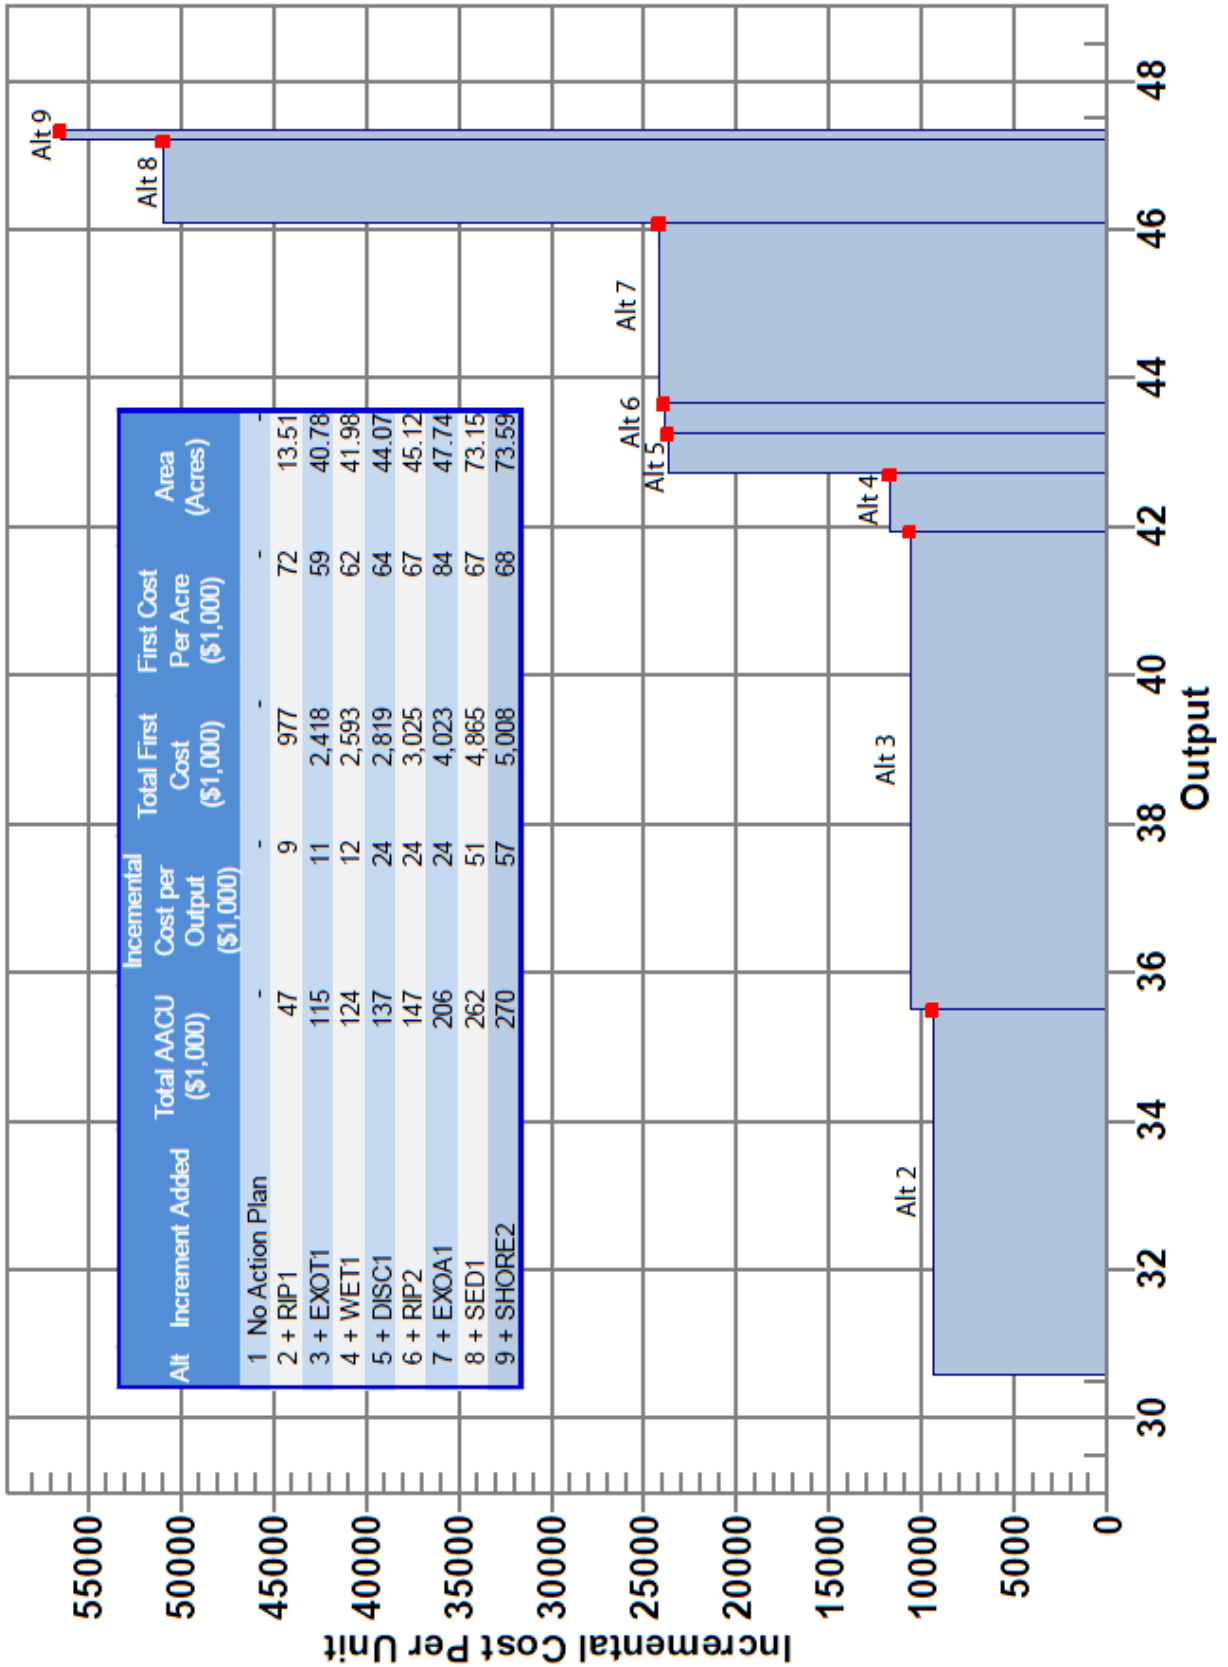 Incremental Cost Per Unit
55000
50000
45000
40000
35000
30000
25000
20000
15000
10000
5000
0
Alt Increment Added Total AACU ($1,000) Incemental Cost per Output ($1,000) Total First Cost ($1,000) First Cost Per Acre ($1,000) Area (Acres)
1 No Action Plan - - - - -
2 + RIP1 47 9 977 72 13.51
3 + EXOT1 115 11 2,418 59 40.78
4 + WET1 124 12 2,593 62 41.98
5 + DISC1 137 24 2,819 64 44.07
6 + RIP2 147 24 3,025 67 45.12
7 + EXOA1 206 24 4,023 84 47.74
8 + SED1 262 51 4,865 67 73.15
9 + SHORE2 270 57 5,008 68 73.59
Alt 2
Alt 3
Alt 4
Alt 5
Alt 6
Alt 7
Alt 8
Alt 9
30 32 34 36 38 40 42 44 46 48
Output